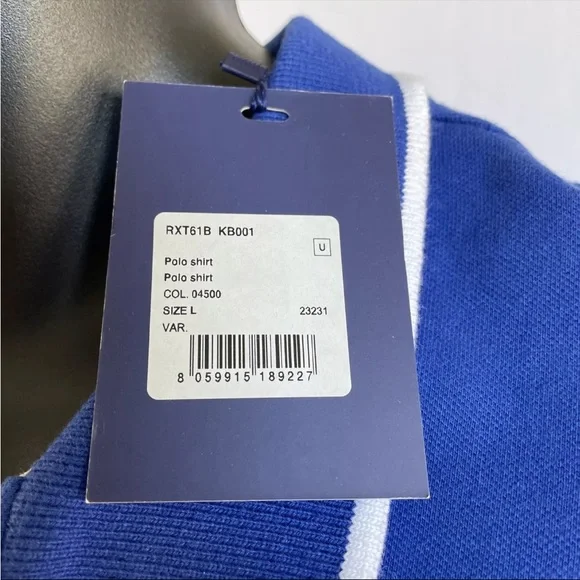 RXT61B KB001
U
Polo shirt
Polo shirt
COL. 04500
SIZE L 23231
VAR.
8 059915 189227